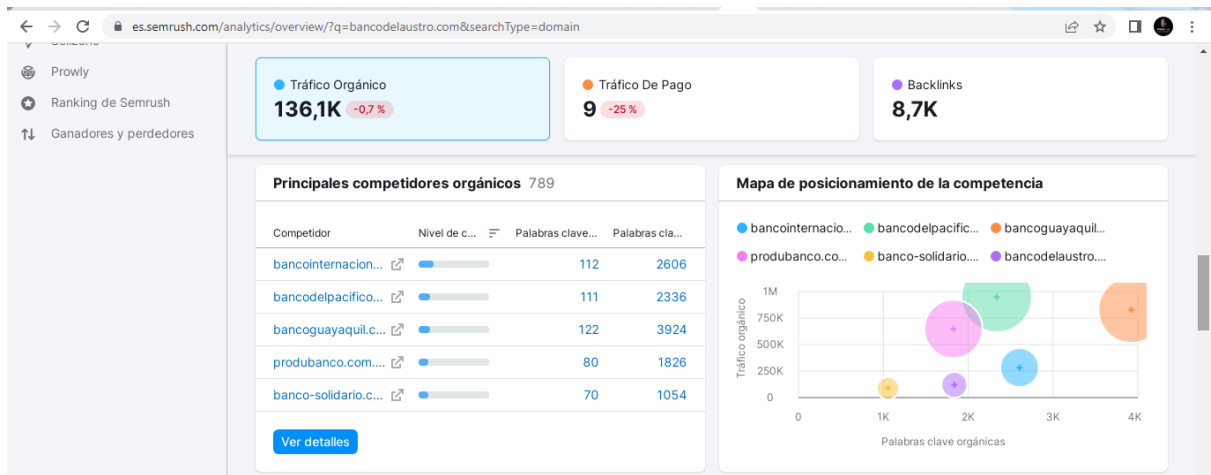 es.semrush.com/analytics/overview/?q=bancodelaustro.com&searchType=domain
Prowly
Ranking de Semrush
Ganadores y perdedores
Tráfico Orgánico
136,1K -0,7 %
Tráfico De Pago
9 -25 %
Backlinks
8,7K
Principales competidores orgánicos 789
Competidor Nivel de c... Palabras clave... Palabras cla...
bancointernacion... 112 2606
bancodelpacifico... 111 2336
bancoguayaquil.c... 122 3924
produbanco.com.... 80 1826
banco-solidario.c... 70 1054
Ver detalles
Mapa de posicionamiento de la competencia
bancointernacio... bancodelpacific... bancoguayaquil...
produbanco.co... banco-solidario.... bancodelaustro....
Tráfico orgánico
1M
750K
500K
250K
0
0 1K 2K 3K 4K
Palabras clave orgánicas